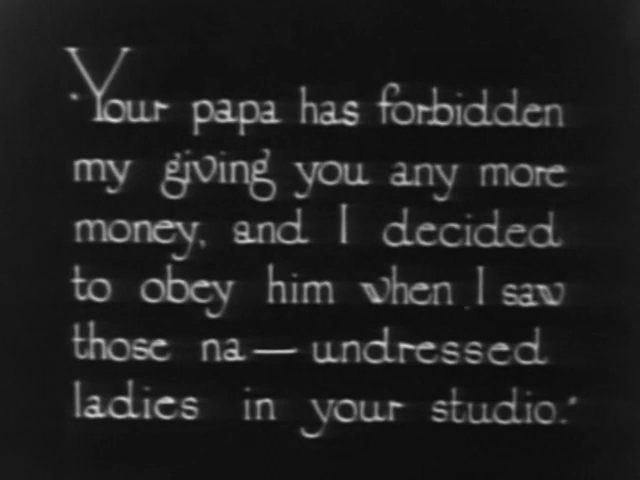 "Your papa has forbidden
my giving you any more
money, and I decided
to obey him when I saw
those na — undressed
ladies in your studio."